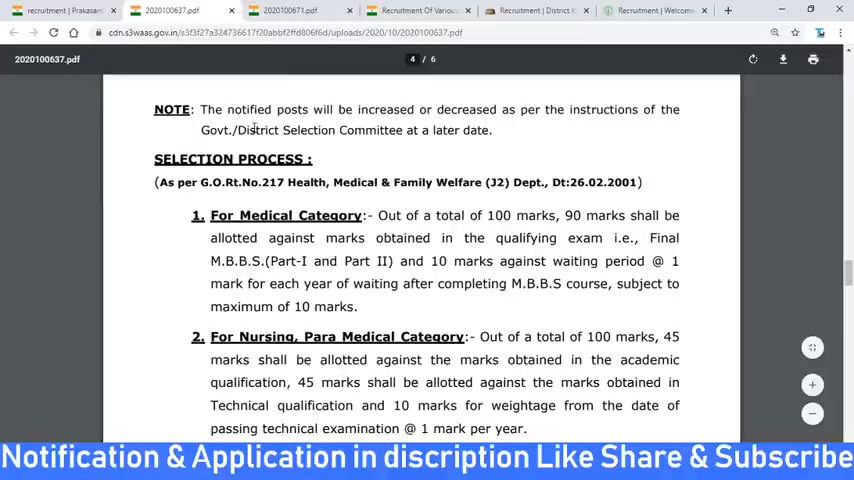 recruitment | Prakasam
2020100637.pdf
2020100671.pdf
Recruitment Of Various
Recruitment | District
Recruitment | Welcome
cdn.s3waas.gov.in/s3f3f27a324736617f20abbf2ffd806f6d/uploads/2020/10/2020100637.pdf
2020100637.pdf
4 / 6
NOTE: The notified posts will be increased or decreased as per the instructions of the
Govt./District Selection Committee at a later date.
SELECTION PROCESS :
(As per G.O.Rt.No.217 Health, Medical & Family Welfare (J2) Dept., Dt:26.02.2001)
1. For Medical Category:- Out of a total of 100 marks, 90 marks shall be
allotted against marks obtained in the qualifying exam i.e., Final
M.B.B.S.(Part-I and Part II) and 10 marks against waiting period @ 1
mark for each year of waiting after completing M.B.B.S course, subject to
maximum of 10 marks.
2. For Nursing, Para Medical Category:- Out of a total of 100 marks, 45
marks shall be allotted against the marks obtained in the academic
qualification, 45 marks shall be allotted against the marks obtained in
Technical qualification and 10 marks for weightage from the date of
passing technical examination @ 1 mark per year.
Notification & Application in discription Like Share & Subscribe